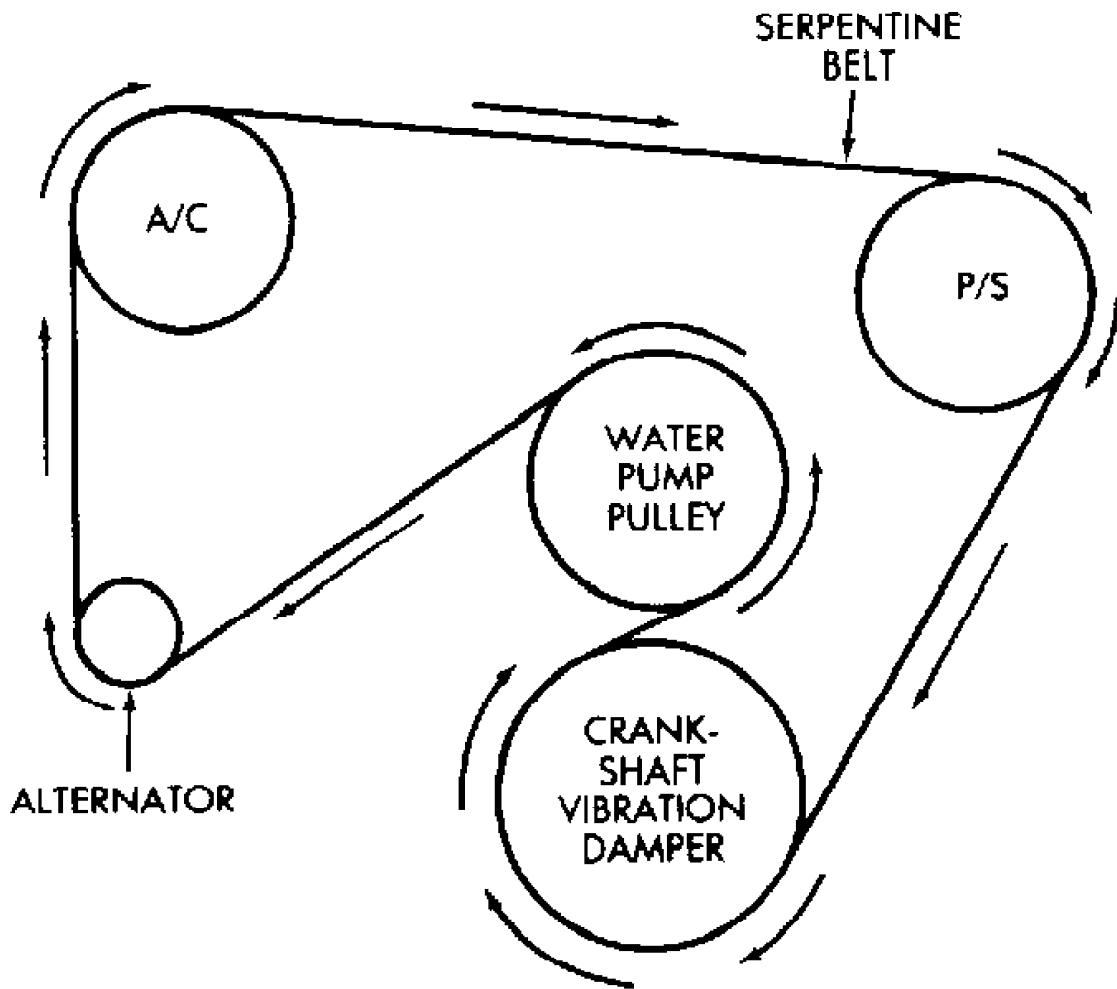 SERPENTINE
BELT
A/C
P/S
WATER
PUMP
PULLEY
CRANK-
SHAFT
VIBRATION
DAMPER
ALTERNATOR